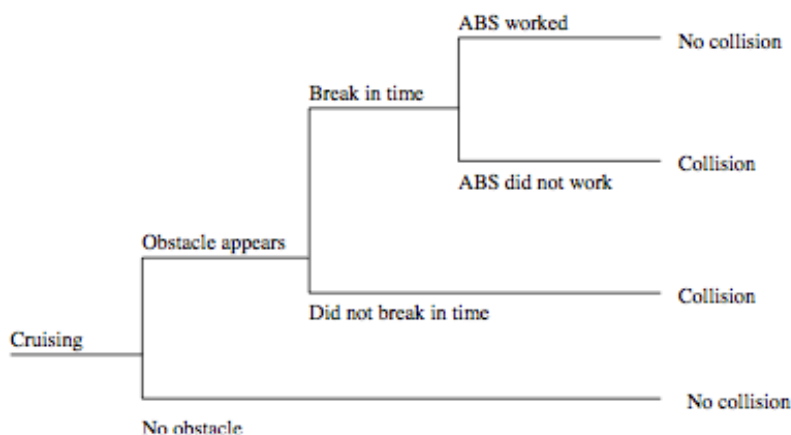 ABS worked
No collision
Break in time
Collision
ABS did not work
Obstacle appears
Collision
Did not break in time
Cruising
No collision
No obstacle